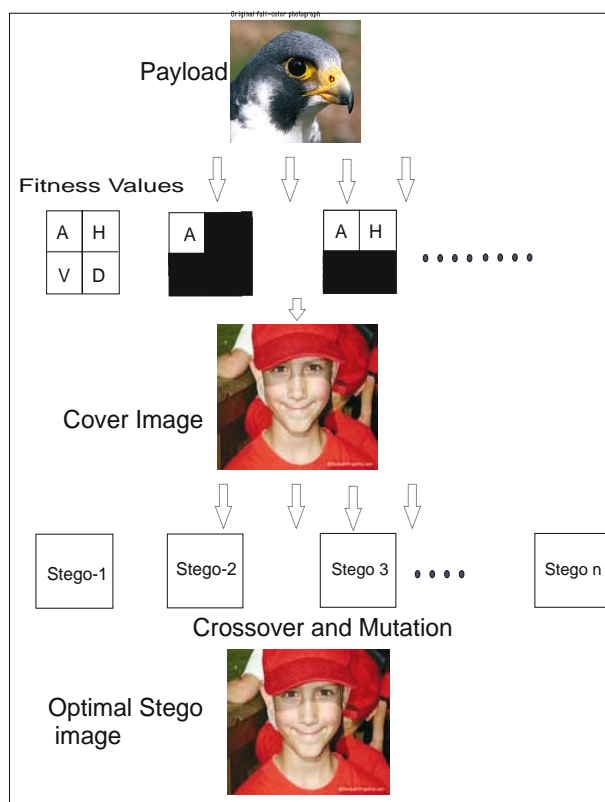 Original full-color photograph
Payload
Fitness Values
A H
V D
A
A H
Cover Image
Stego-1 Stego-2 Stego 3 Stego n
Crossover and Mutation
Optimal Stego
image